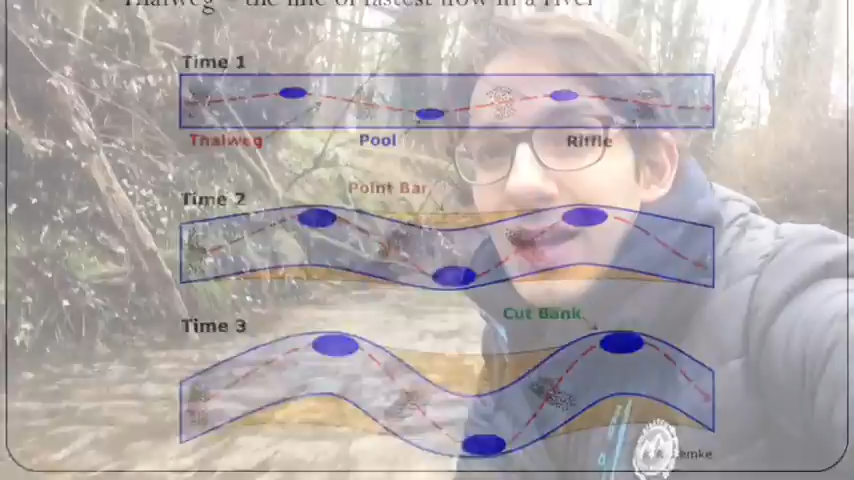 Thalweg – the line of fastest flow in a river
Time 1
Thalweg
Pool
Riffle
Point Bar
Time 2
Cut Bank
Time 3
Lemke